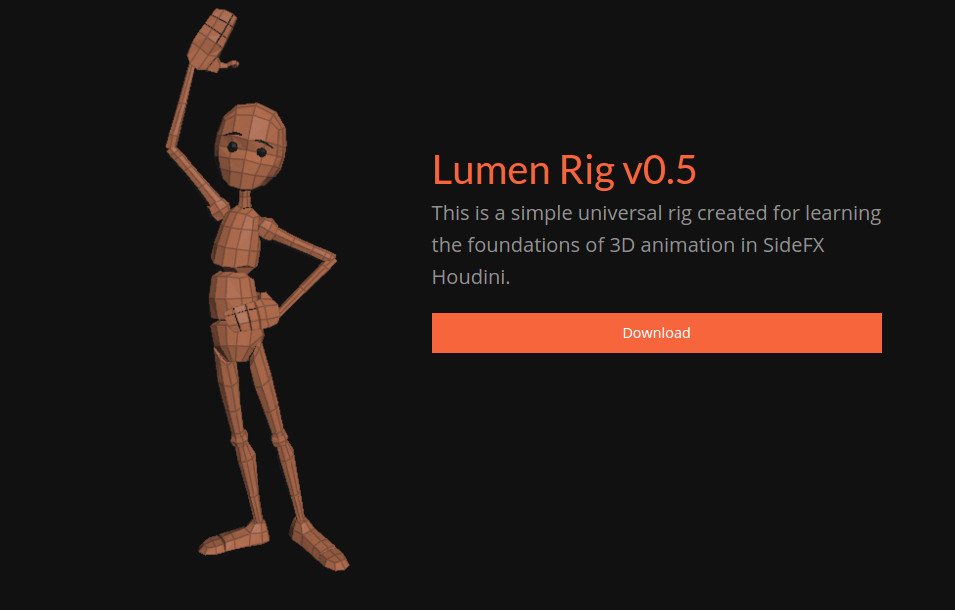 Lumen Rig v0.5
This is a simple universal rig created for learning
the foundations of 3D animation in SideFX
Houdini.
Download